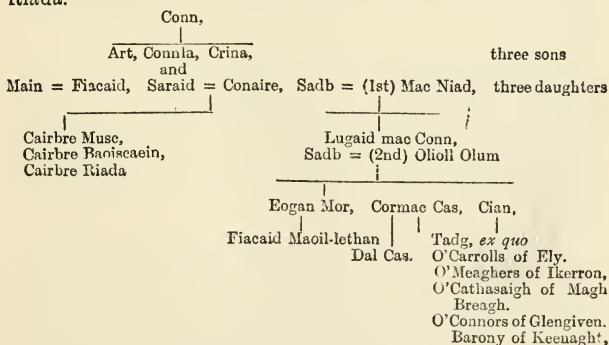 Riada.
Conn,
Art, Connla, Crina, three sons
and
Main = Fiacaid, Saraid = Conaire, Sadb = (1st) Mac Niad, three daughters
Cairbre Musc,
Cairbre Baoiscaein,
Cairbre Riada
Lugaid mac Conn,
Sadb = (2nd) Olioll Olum
Eogan Mor, Cormac Cas, Cian,
Fiacaid Maoil-lethan
Dal Cas.
Tadg, ex quo
O'Carrolls of Ely.
O'Meaghers of Ikerron,
O'Cathasaigh of Magh
Breagh.
O'Connors of Glengiven.
Barony of Keenaght,